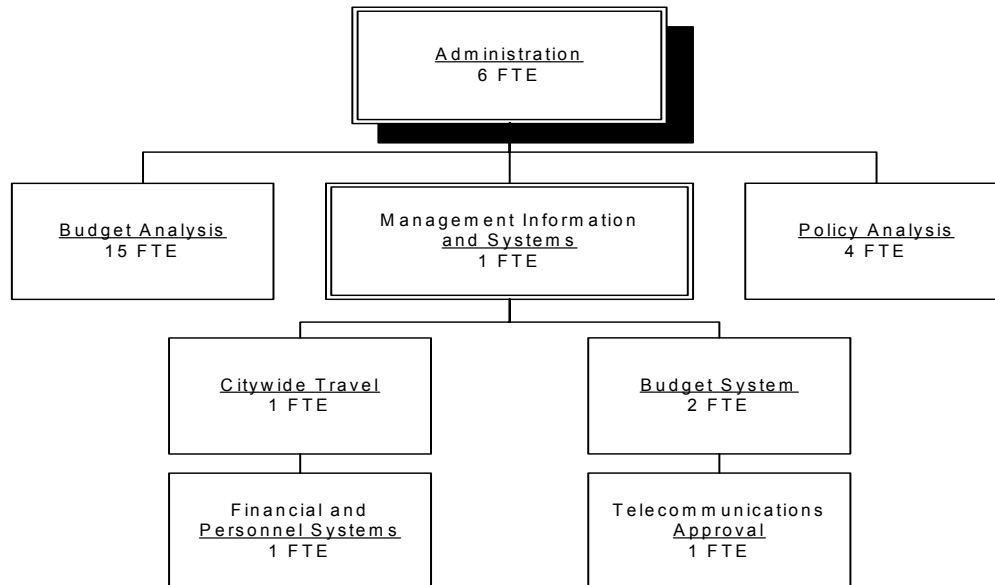 Administration
6 FTE
Budget Analysis
15 FTE
Management Information
and Systems
1 FTE
Policy Analysis
4 FTE
Citywide Travel
1 FTE
Budget System
2 FTE
Financial and
Personnel Systems
1 FTE
Telecommunications
Approval
1 FTE